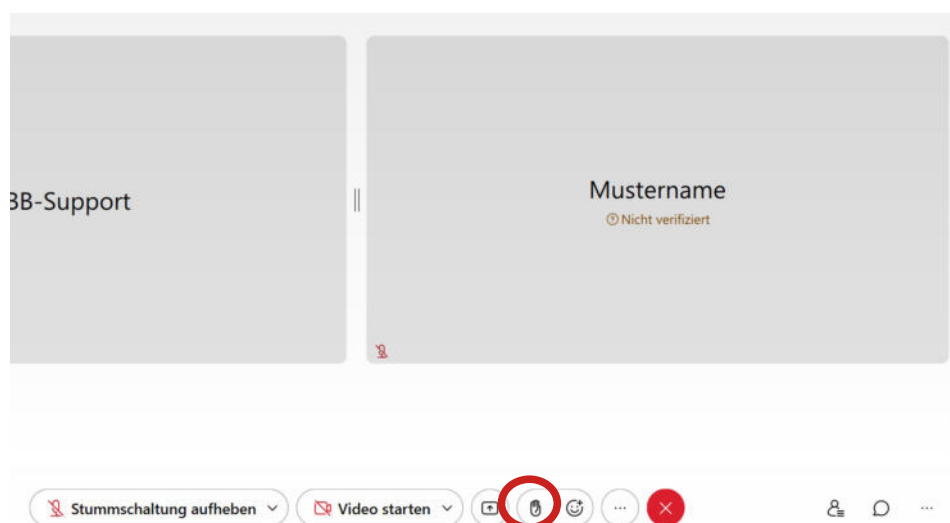 BB-Support
Mustername
Nicht verifiziert
Stummschaltung aufheben
Video starten